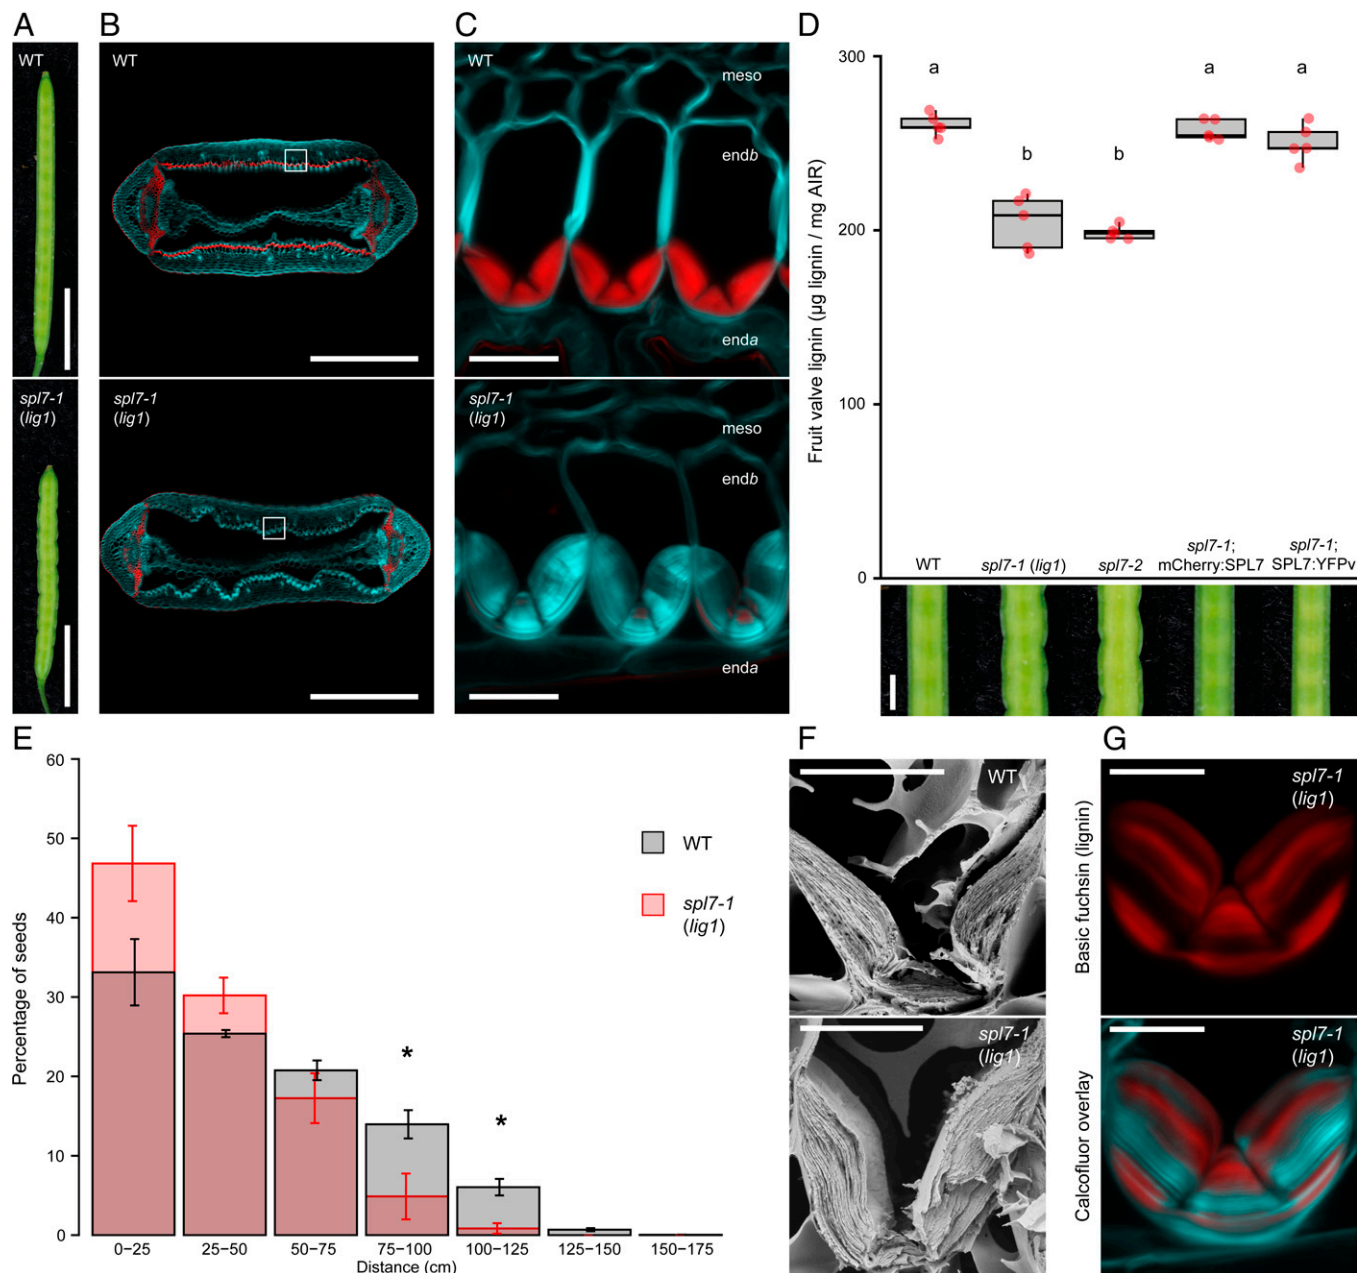 A
WT
spl7-1
(lig1)
B
WT
spl7-1
(lig1)
C
WT
meso
endb
enda
spl7-1
(lig1)
meso
endb
enda
D
Fruit valve lignin (µg lignin / mg AIR)
300
200
100
0
a
b
b
a
a
WT
spl7-1 (lig1)
spl7-2
spl7-1;
mCherry:SPL7
spl7-1;
SPL7:YFPv
E
Percentage of seeds
60
50
40
30
20
10
0
*
*
WT
spl7-1
(lig1)
0–25
25–50
50–75
75–100
100–125
125–150
150–175
Distance (cm)
F
WT
spl7-1
(lig1)
G
Basic fuchsin (lignin)
spl7-1
(lig1)
Calcofluor overlay
spl7-1
(lig1)